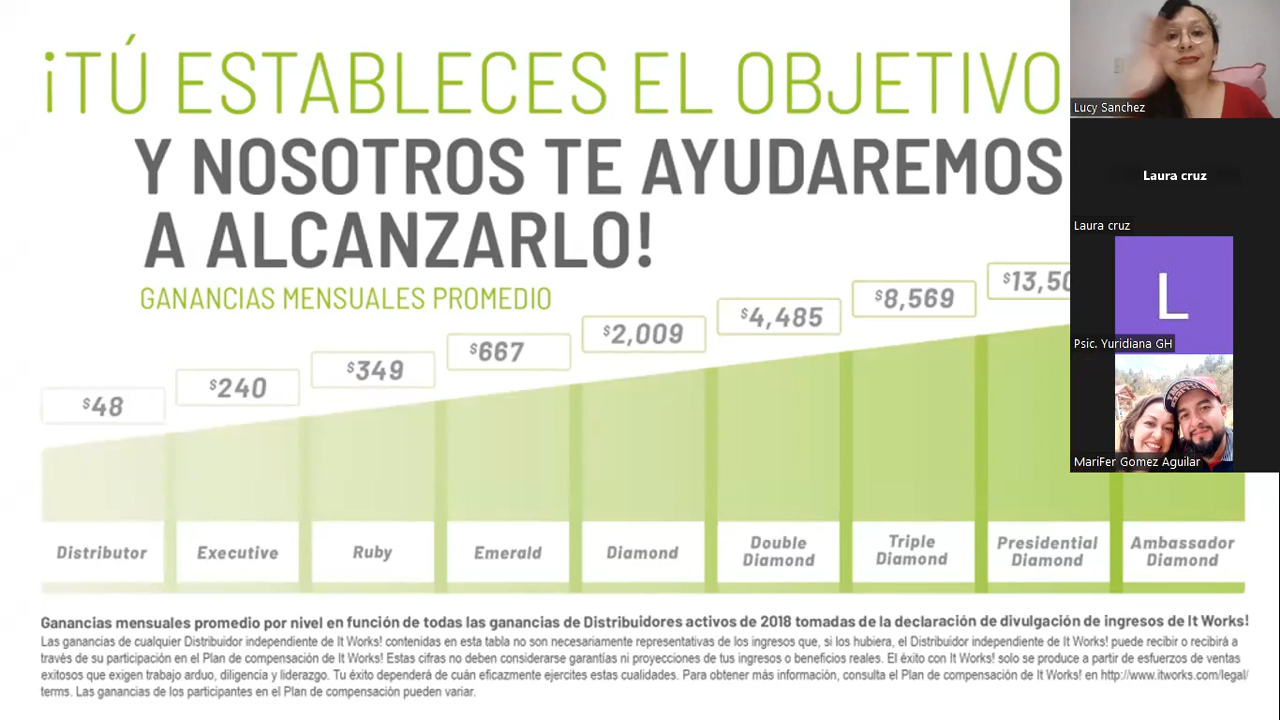 ¡TÚ ESTABLECES EL OBJETIVO
Y NOSOTROS TE AYUDAREMOS
A ALCANZARLO!
GANANCIAS MENSUALES PROMEDIO
$48
$240
$349
$667
$2,009
$4,485
$8,569
$13,50
Distributor
Executive
Ruby
Emerald
Diamond
Double
Diamond
Triple
Diamond
Presidential
Diamond
Ambassador
Diamond
Ganancias mensuales promedio por nivel en función de todas las ganancias de Distribuidores activos de 2018 tomadas de la declaración de divulgación de ingresos de It Works!
Las ganancias de cualquier Distribuidor independiente de It Works! contenidas en esta tabla no son necesariamente representativas de los ingresos que, si los hubiera, el Distribuidor independiente de It Works! puede recibir o recibirá a
través de su participación en el Plan de compensación de It Works! Estas cifras no deben considerarse garantías ni proyecciones de tus ingresos o beneficios reales. El éxito con It Works! solo se produce a partir de esfuerzos de ventas
exitosos que exigen trabajo arduo, diligencia y liderazgo. Tu éxito dependerá de cuán eficazmente ejercites estas cualidades. Para obtener más información, consulta el Plan de compensación de It Works! en http://www.itworks.com/legal/
terms. Las ganancias de los participantes en el Plan de compensación pueden variar.
Lucy Sanchez
Laura cruz
Laura cruz
L
Psic. Yuridiana GH
MariFer Gomez Aguilar